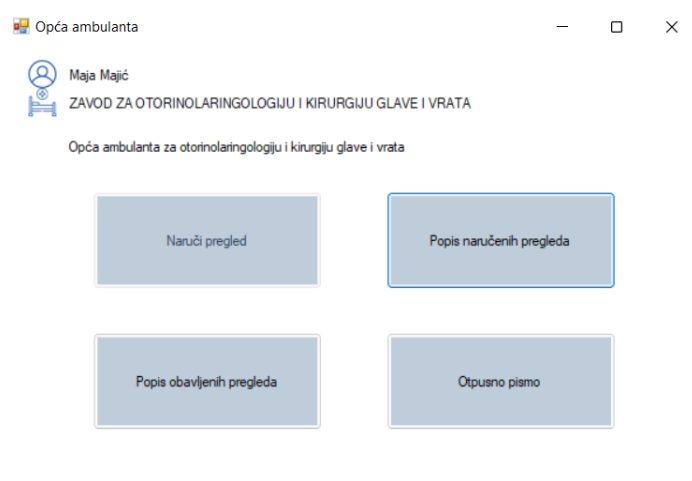 Opća ambulanta
Maja Majić
ZAVOD ZA OTORINOLARINGOLOGIJU I KIRURGIJU GLAVE I VRATA
Opća ambulanta za otorinolaringologiju i kirurgiju glave i vrata
Naruči pregled
Popis naručenih pregleda
Popis obavljenih pregleda
Otpusno pismo